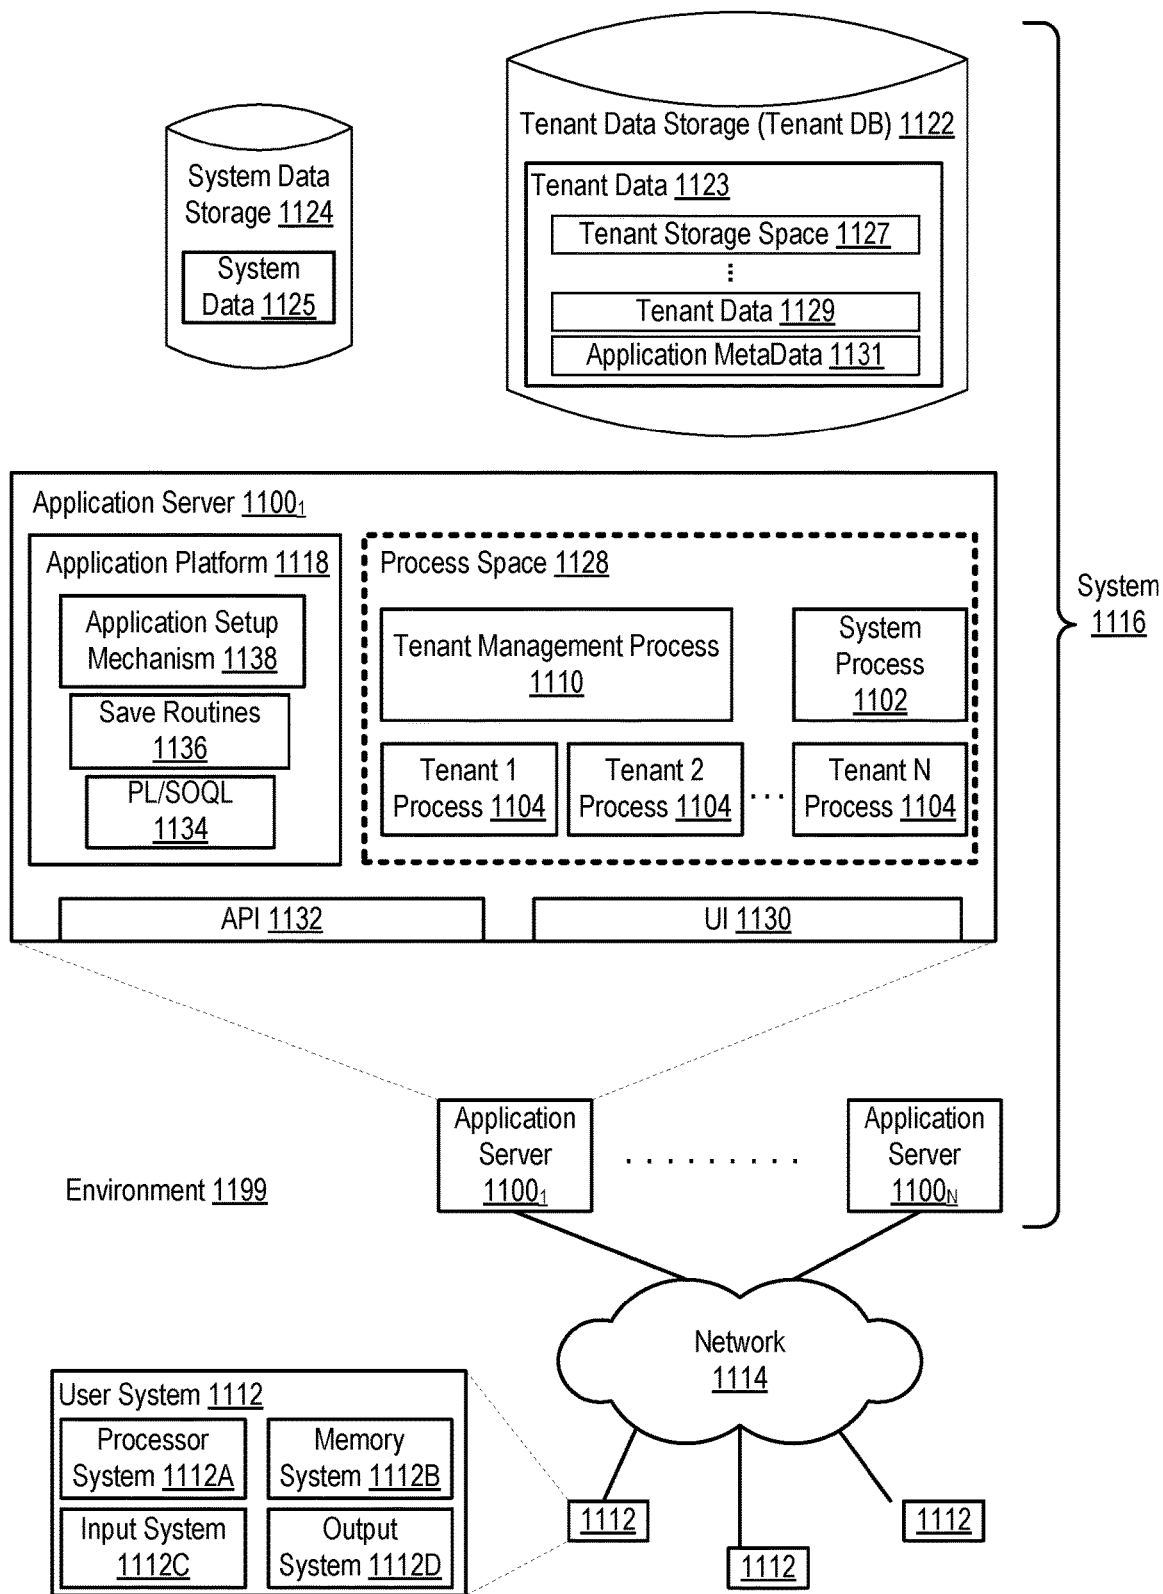 Tenant Data Storage (Tenant DB) 1122
System Data
Storage 1124
System
Data 1125
Tenant Data 1123
Tenant Storage Space 1127
Tenant Data 1129
Application MetaData 1131
Application Server 1100₁
Application Platform 1118
Application Setup
Mechanism 1138
Save Routines
1136
PL/SOQL
1134
Process Space 1128
Tenant Management Process
1110
System
Process
1102
Tenant 1
Process 1104
Tenant 2
Process 1104
Tenant N
Process 1104
API 1132
UI 1130
System
1116
Application
Server
1100₁
Application
Server
1100N
Environment 1199
Network
1114
User System 1112
Processor
System 1112A
Memory
System 1112B
Input System
1112C
Output
System 1112D
1112
1112
1112